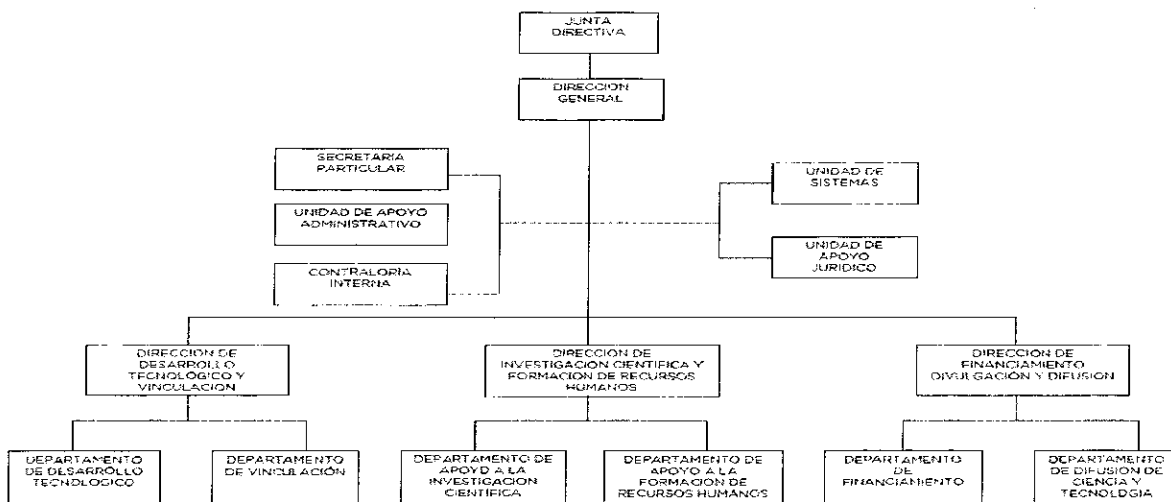 JUNTA
DIRECTIVA
DIRECCION
GENERAL
SECRETARIA
PARTICULAR
UNIDAD DE APOYO
ADMINISTRATIVO
CONTRALORÍA
INTERNA
UNIDAD DE
SISTEMAS
UNIDAD DE
APOYO
JURIDICO
DIRECCION DE
DESARROLLO
TECNOLÓGICO Y
VINCULACION
DIRECCION DE
INVESTIGACION CIENTIFICA Y
FORMACION DE RECURSOS
HUMANOS
DIRECCION DE
FINANCIAMIENTO
DIVULGACIÓN Y DIFUSION
DEPARTAMENTO
DE DESARROLLO
TECNOLOGICO
DEPARTAMENTO
DE VINCULACIÓN
DEPARTAMENTO DE
APOYO A LA
INVESTIGACION
CIENTÍFICA
DEPARTAMENTO DE
APOYO A LA
FORMACION DE
RECURSOS HUMANOS
DEPARTAMENTO
DE
FINANCIAMIENTO
DEPARTAMENTO
DE DIFUSION DE
CIENCIA Y
TECNOLOGIA